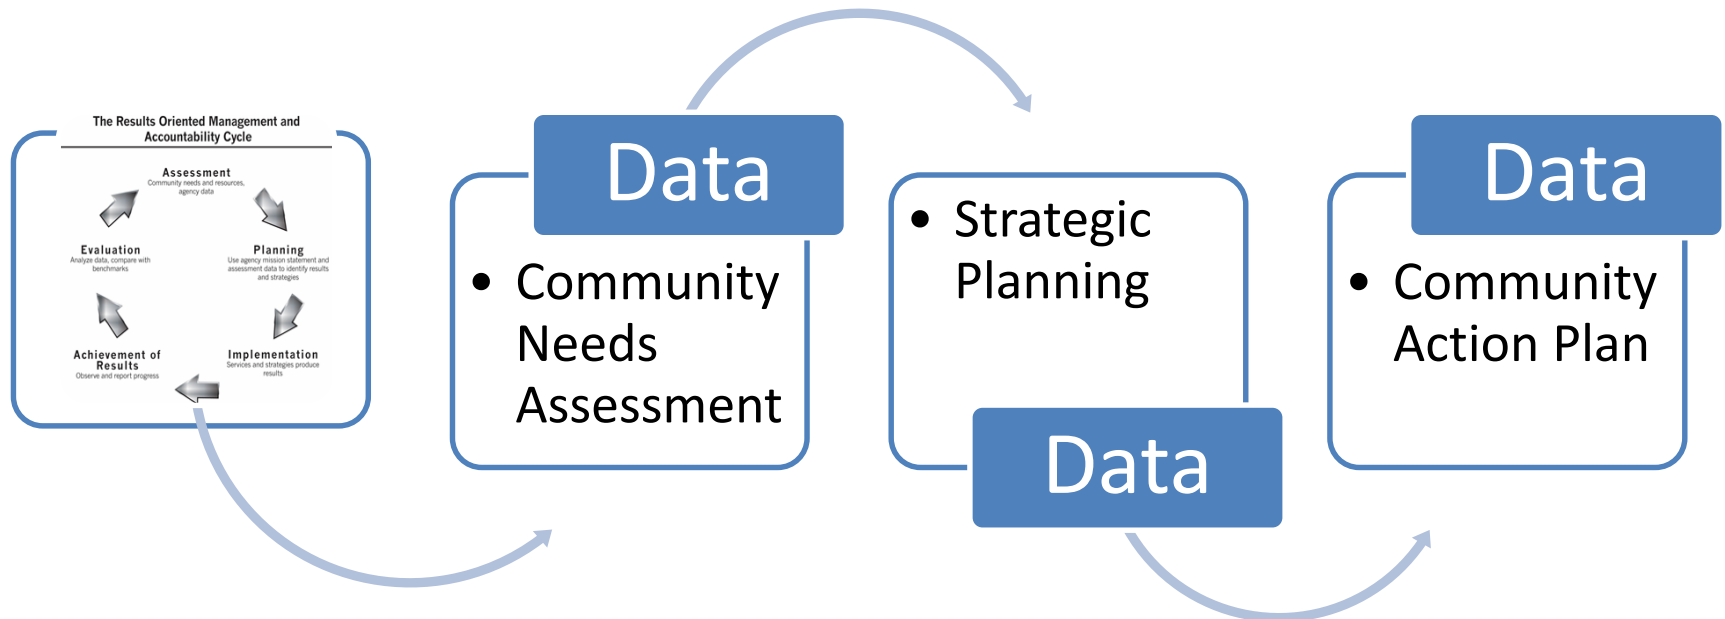 The Results Oriented Management and
Accountability Cycle
Assessment
Community needs and resources,
agency data
Evaluation
Analyze data, compare with
benchmarks
Planning
Use agency mission statement and
assessment data to identify results
and strategies
Achievement of
Results
Observe and report progress
Implementation
Services and strategies produce
results
Data
• Community
Needs
Assessment
• Strategic
Planning
Data
Data
• Community
Action Plan